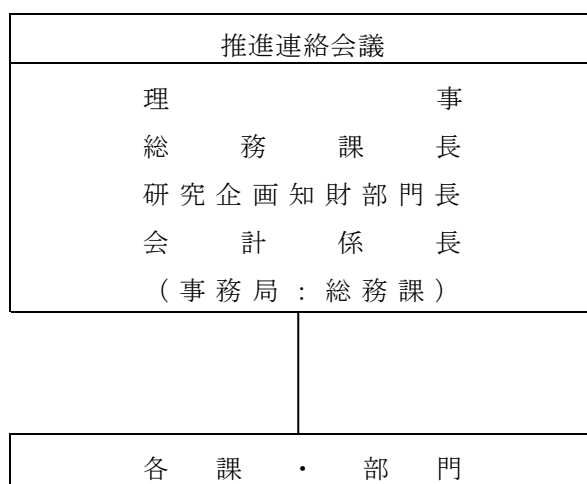 推進連絡会議
理事
総務課長
研究企画知財部門長
会計係長
（事務局：総務課）
各課・部門